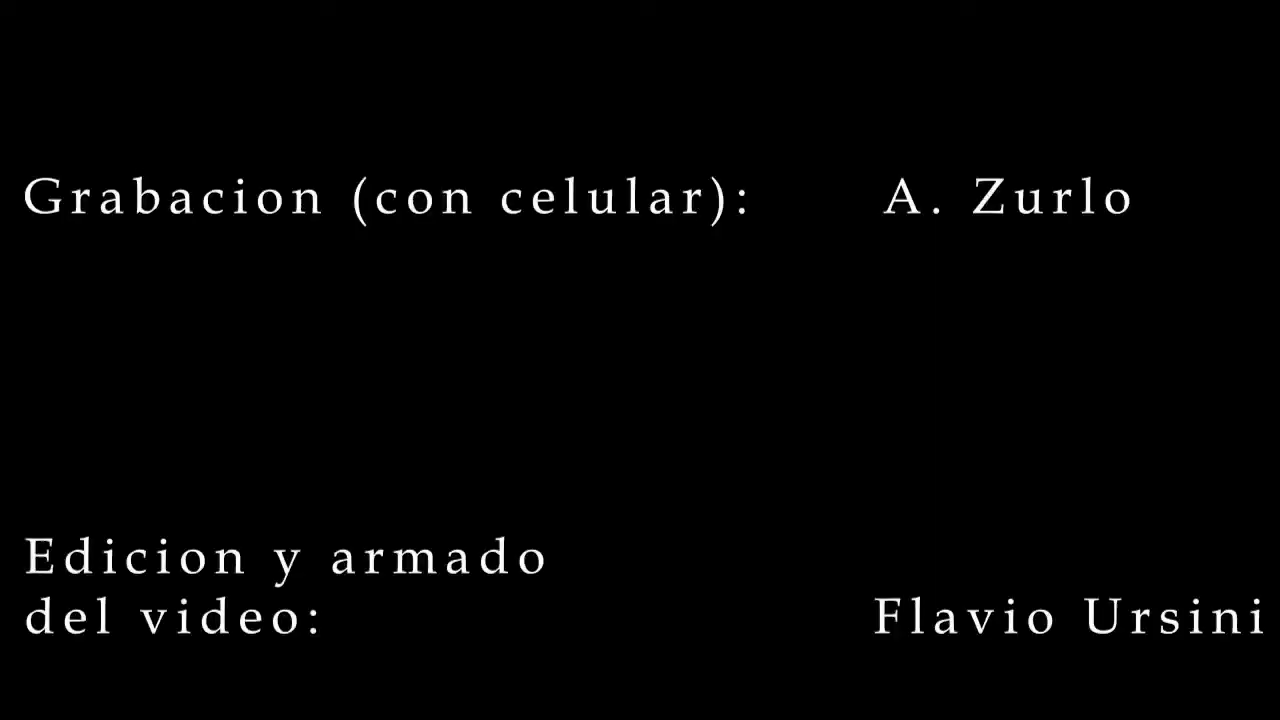 Grabacion (con celular): A. Zurlo
Edicion y armado
del video: Flavio Ursini